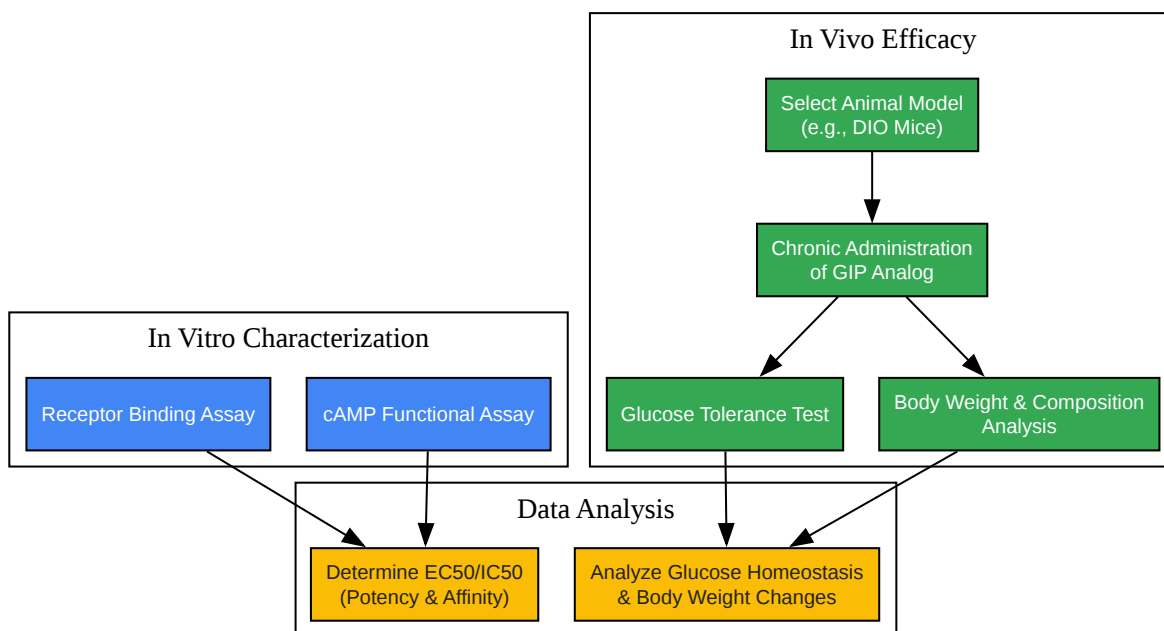 In Vivo Efficacy
Select Animal Model
(e.g., DIO Mice)
Chronic Administration
of GIP Analog
In Vitro Characterization
Receptor Binding Assay
cAMP Functional Assay
Glucose Tolerance Test
Body Weight & Composition
Analysis
Data Analysis
Determine EC50/IC50
(Potency & Affinity)
Analyze Glucose Homeostasis
& Body Weight Changes